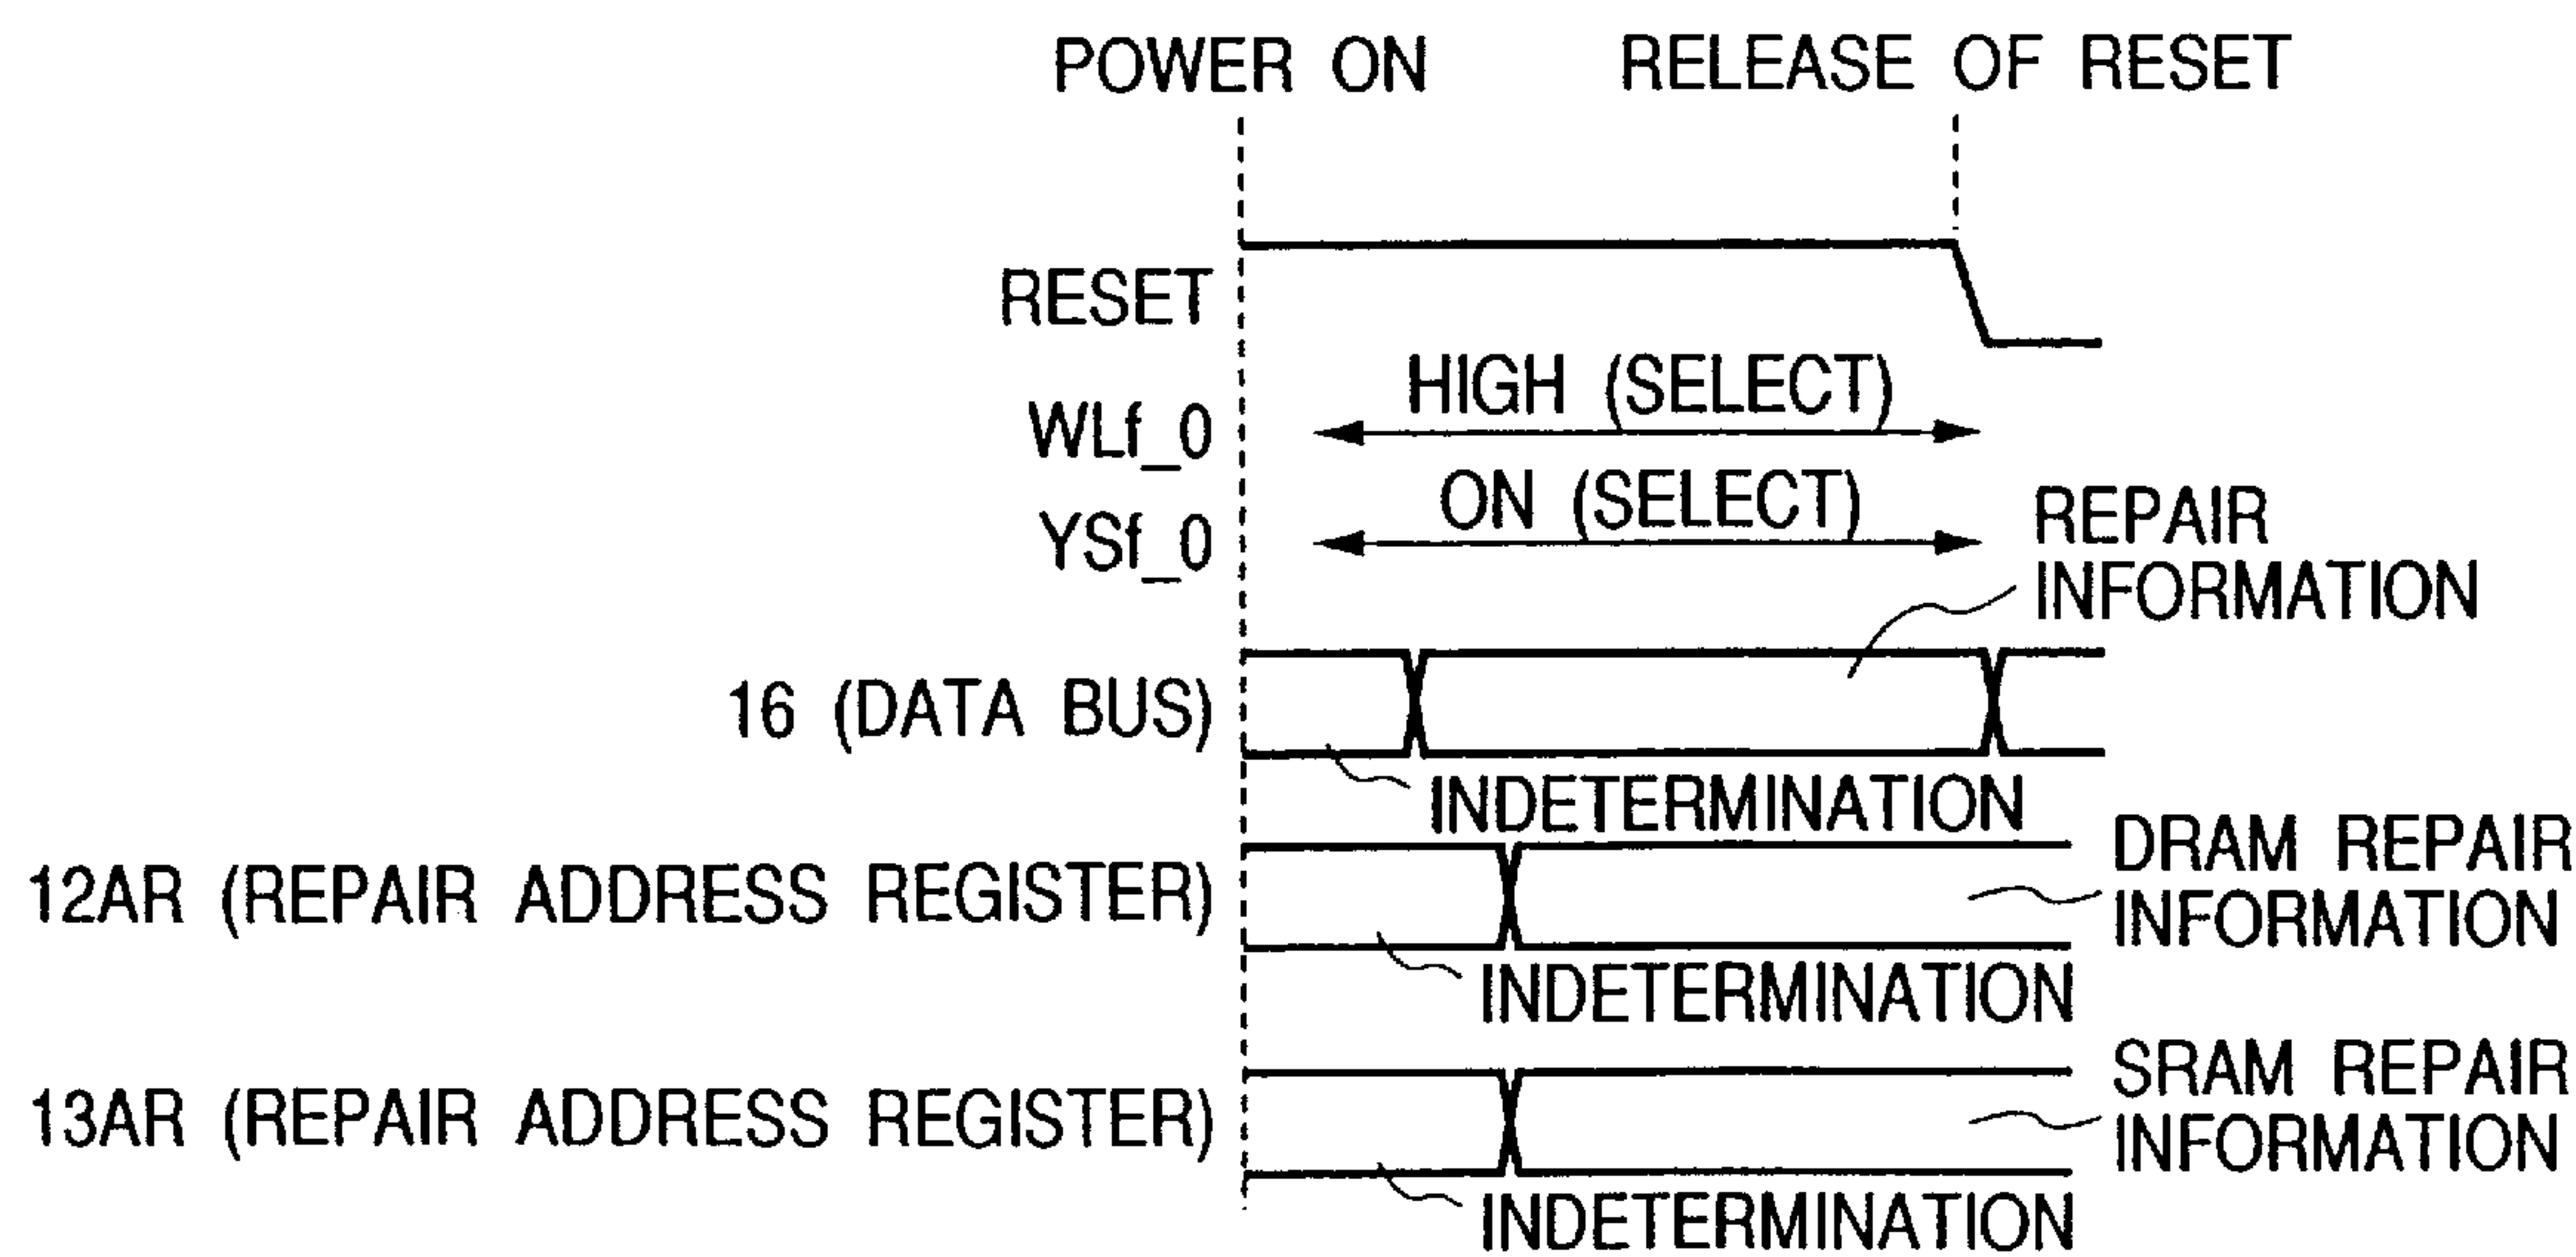 POWER ON
RELEASE OF RESET
RESET
HIGH (SELECT)
WLf_0
ON (SELECT)
YSf_0
REPAIR
INFORMATION
16 (DATA BUS)
INDETERMINATION
12AR (REPAIR ADDRESS REGISTER)
DRAM REPAIR
INFORMATION
INDETERMINATION
13AR (REPAIR ADDRESS REGISTER)
SRAM REPAIR
INFORMATION
INDETERMINATION